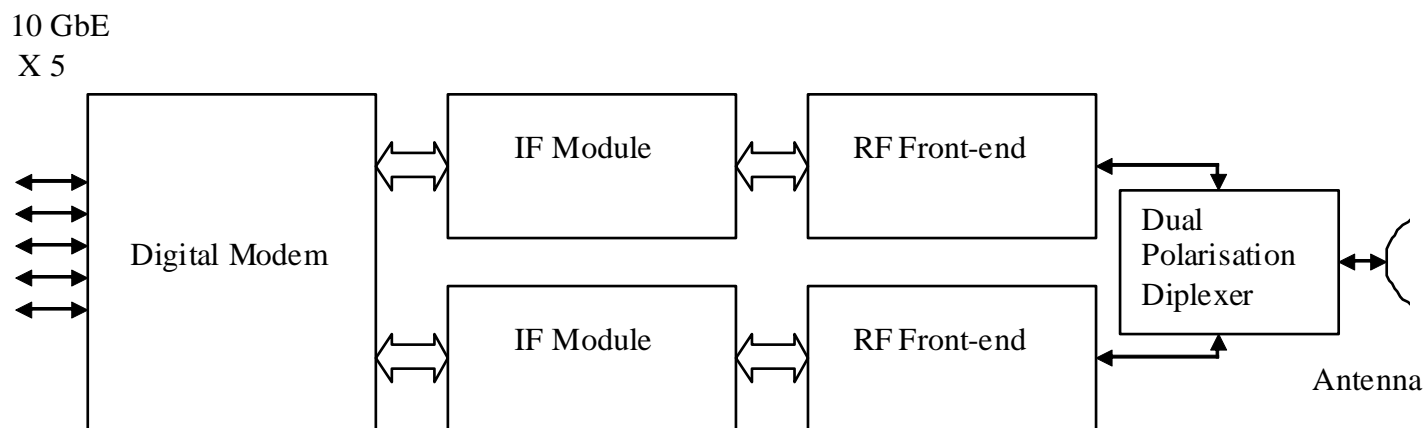 10 GbE
X 5
IF Module
RF Front-end
Digital Modem
Dual
Polarisation
Diplexer
IF Module
RF Front-end
Antenna